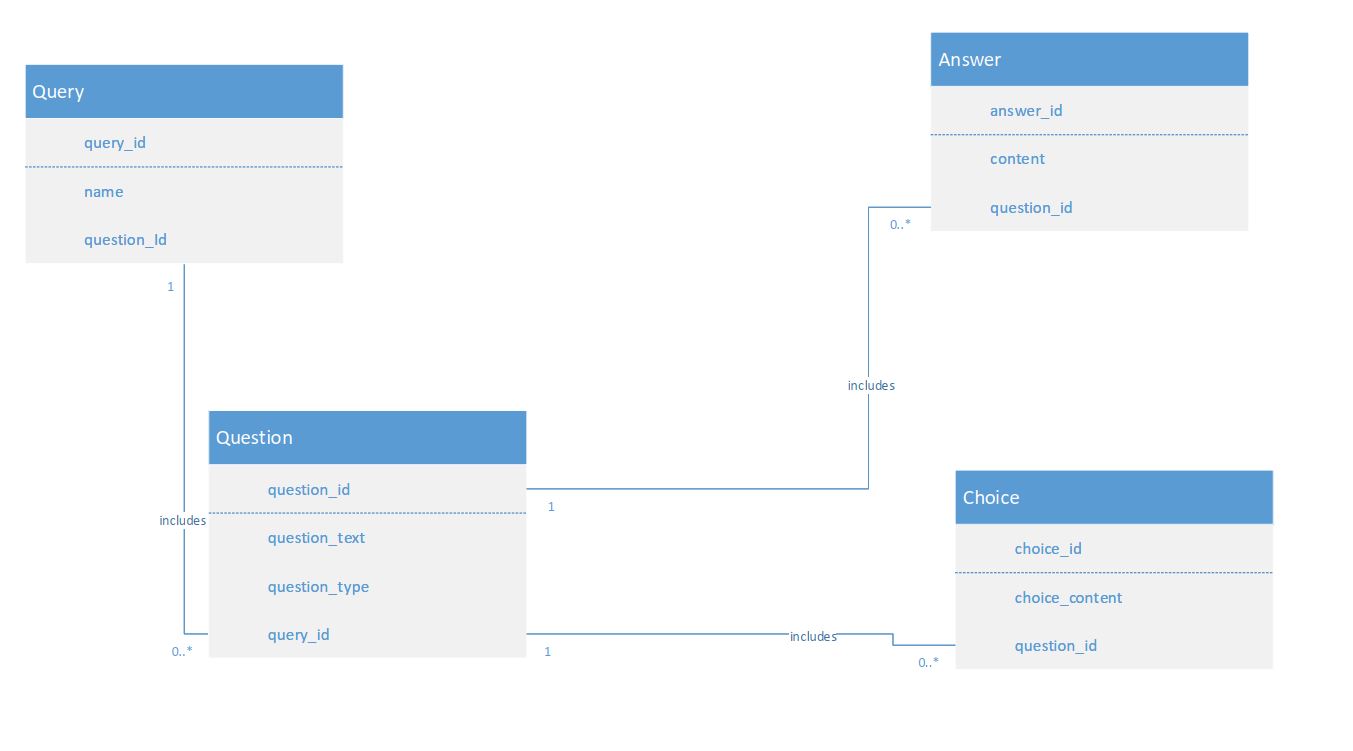 Query
query_id
name
question_Id
1
includes
0..*
Question
question_id
question_text
question_type
query_id
1
1
includes
0..*
includes
0..*
Answer
answer_id
content
question_id
Choice
choice_id
choice_content
question_id